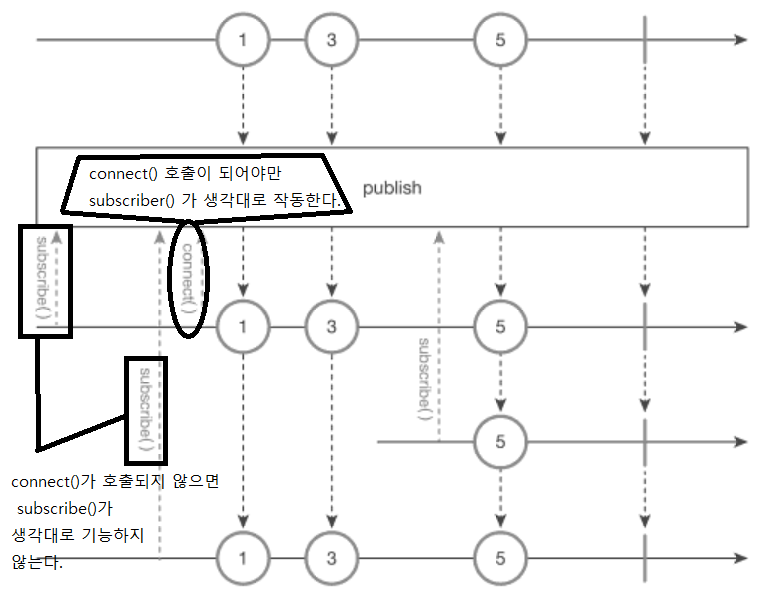 1
3
5
connect() 호출이 되어야만
subscriber() 가 생각대로 작동한다.
publish
subscribe()
connect()
1
3
5
subscribe()
subscribe()
5
connect()가 호출되지 않으면
subscribe()가
생각대로 기능하지
않는다.
1
3
5